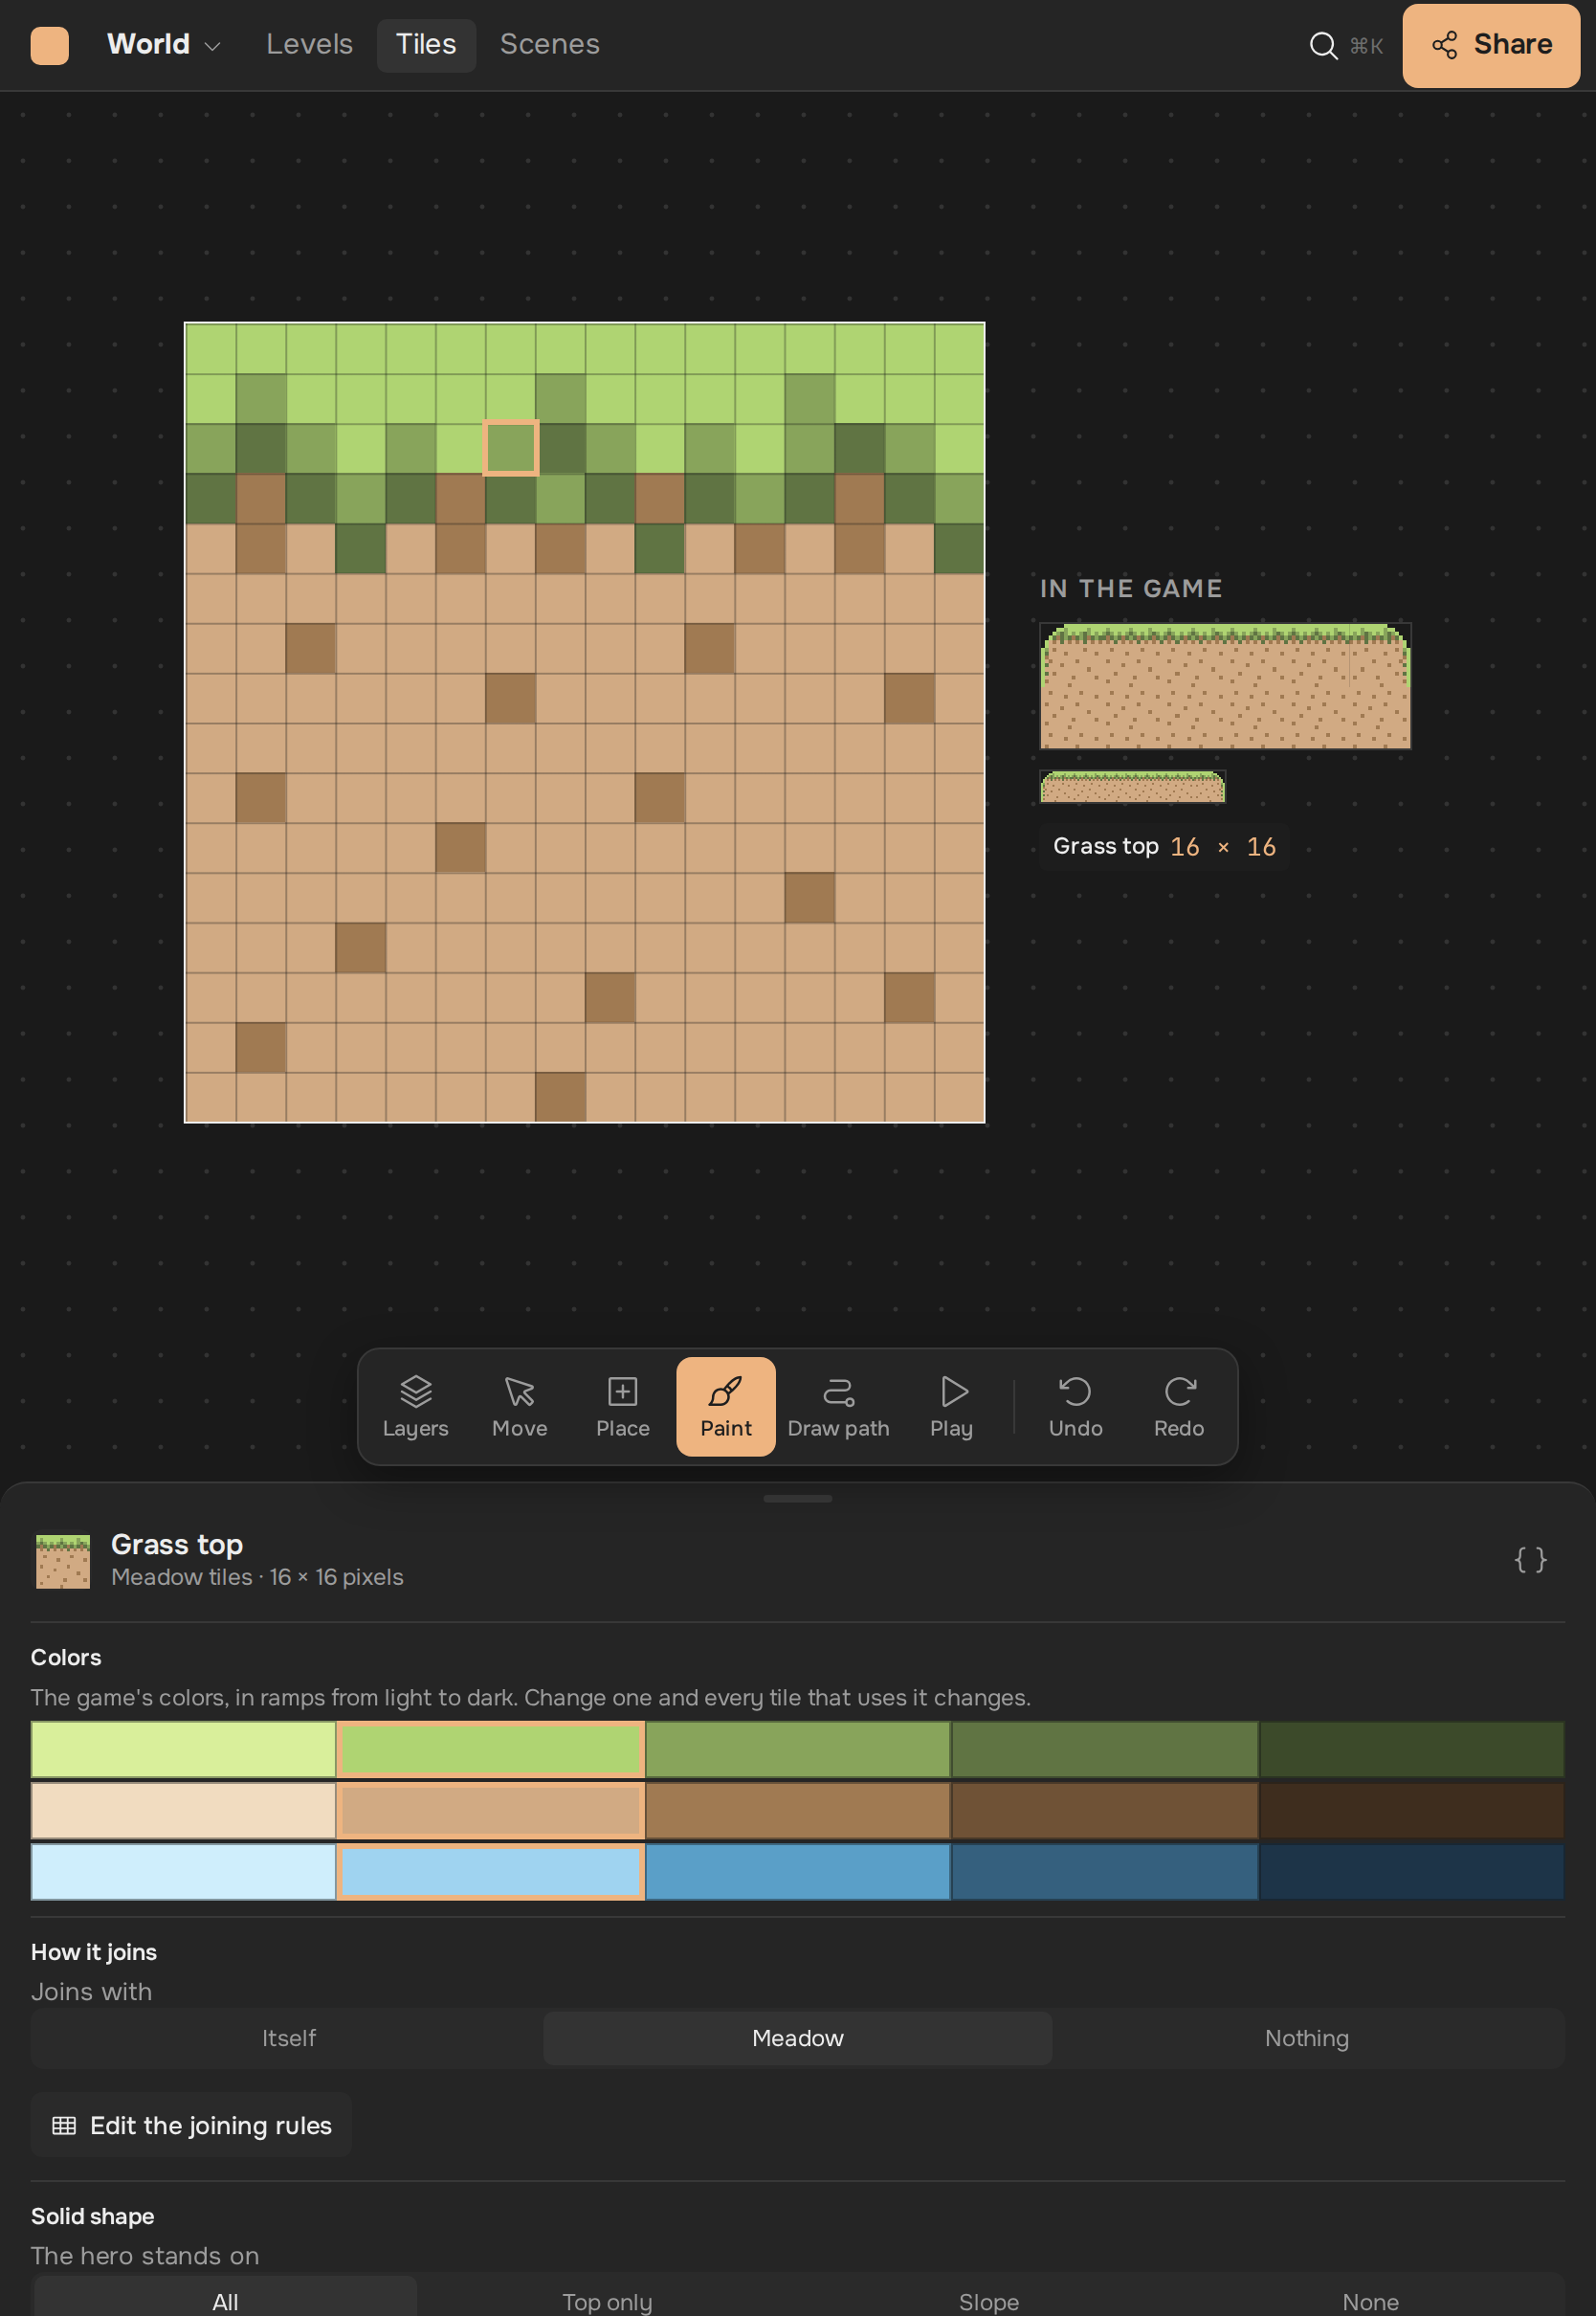 World Levels Tiles Scenes ⌘K Share
IN THE GAME
Grass top 16 × 16
Layers Move Place Paint Draw path Play Undo Redo
Grass top
Meadow tiles · 16 × 16 pixels
{ }
Colors
The game's colors, in ramps from light to dark. Change one and every tile that uses it changes.
How it joins
Joins with
Itself Meadow Nothing
Edit the joining rules
Solid shape
The hero stands on
All Top only Slope None